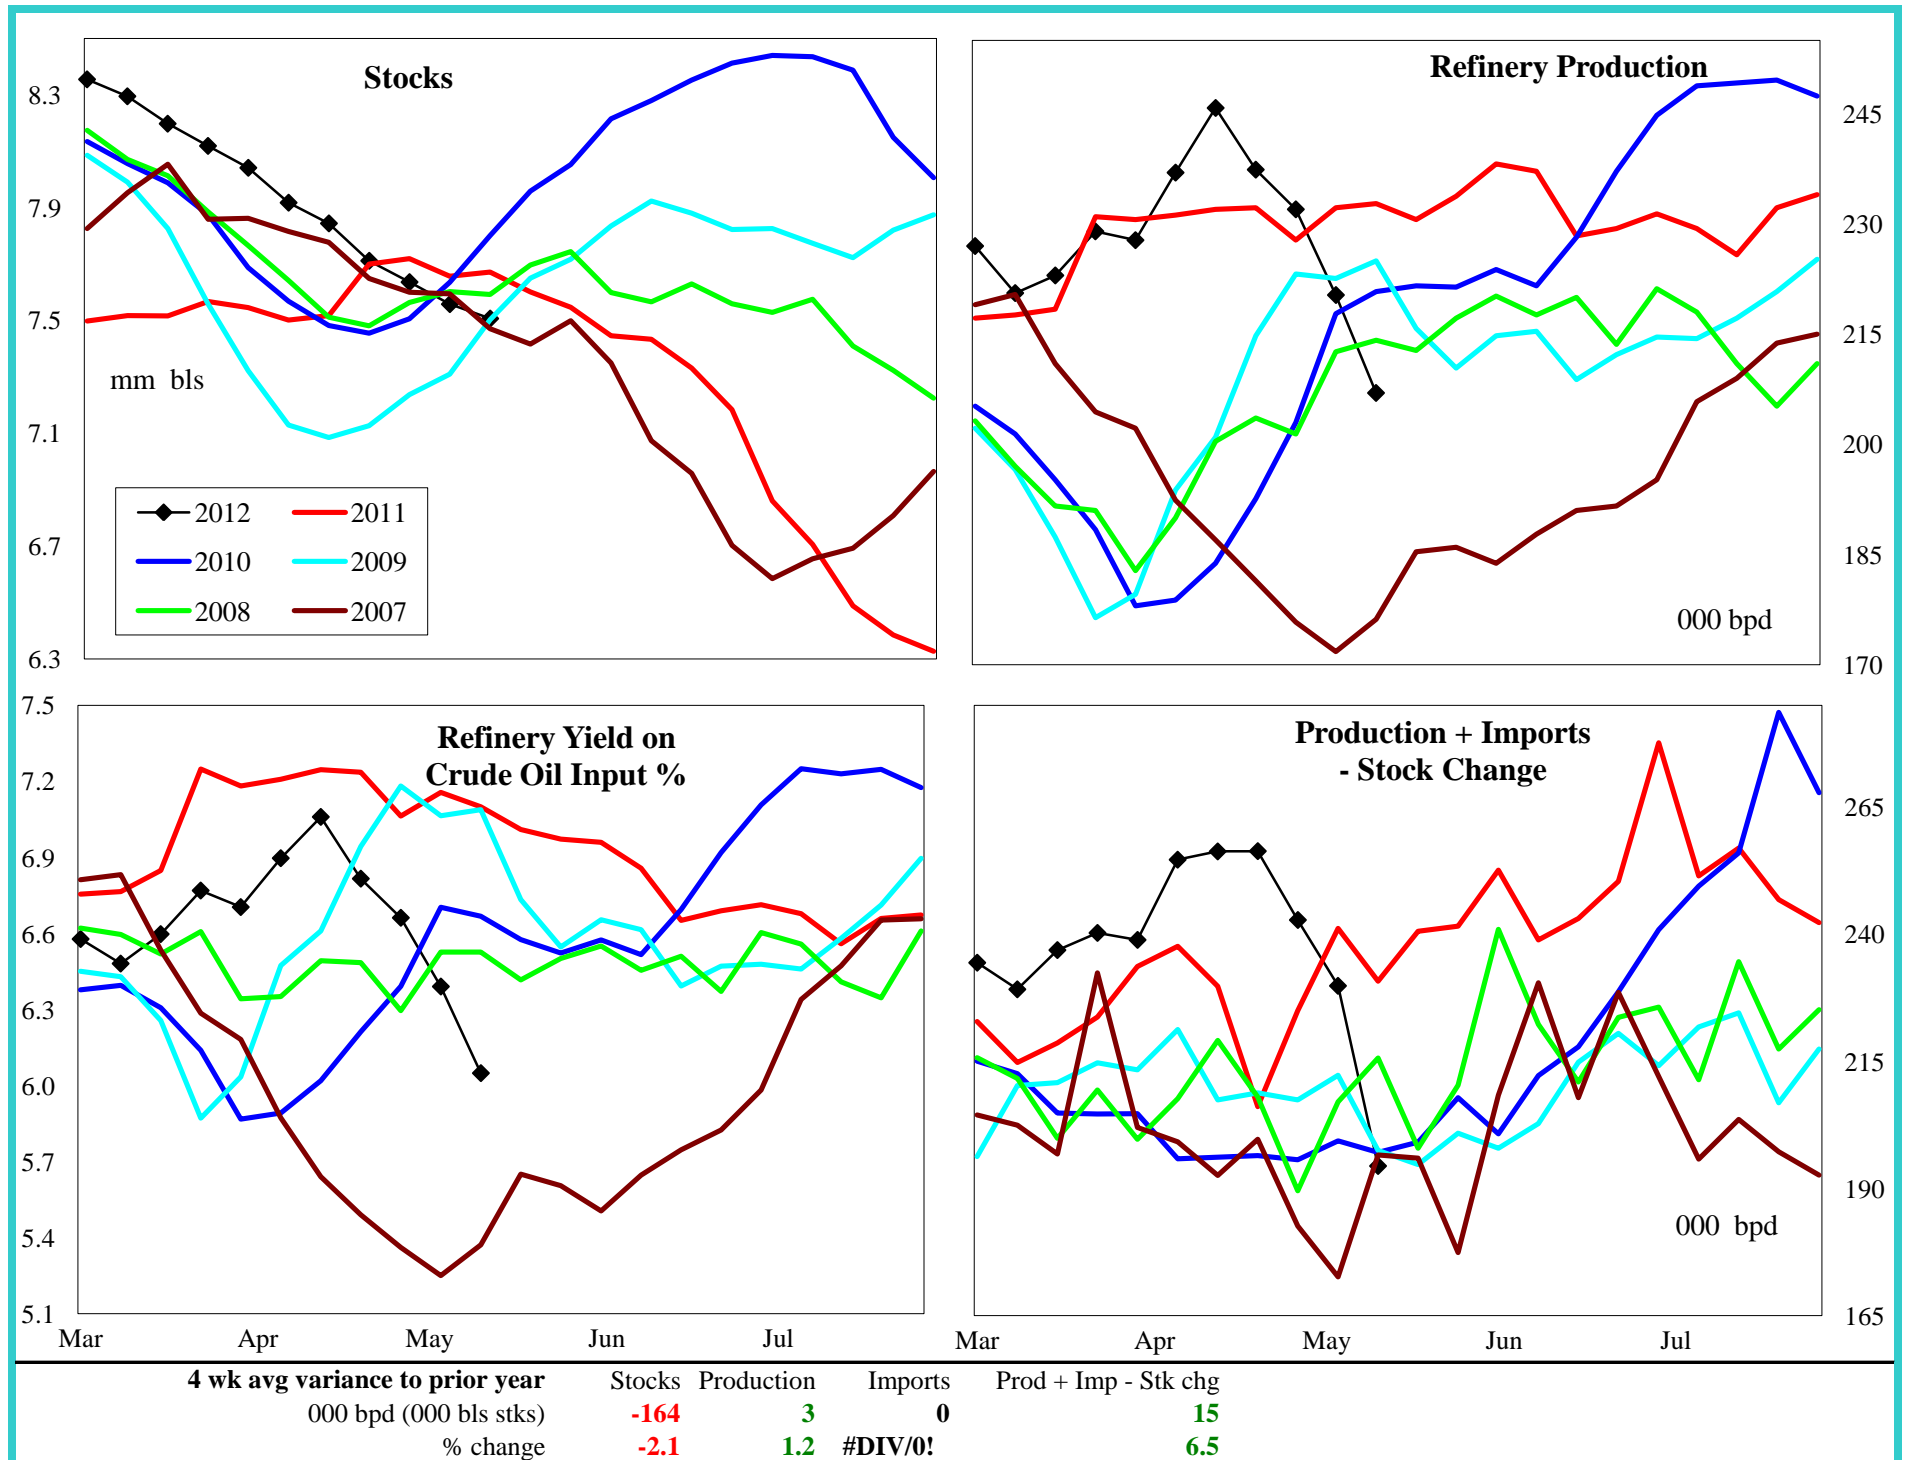 Stocks
8.3
7.9
7.5
7.1
6.7
6.3
mm bls
2012 2011
2010 2009
2008 2007
Refinery Production
245
230
215
200
185
170
000 bpd
Refinery Yield on
Crude Oil Input %
7.5
7.2
6.9
6.6
6.3
6.0
5.7
5.4
5.1
Mar Apr May Jun Jul
Production + Imports
- Stock Change
265
240
215
190
165
000 bpd
Mar Apr May Jun Jul
4 wk avg variance to prior year Stocks Production Imports Prod + Imp - Stk chg
000 bpd (000 bls stks) -164 3 0 15
% change -2.1 1.2 #DIV/0! 6.5